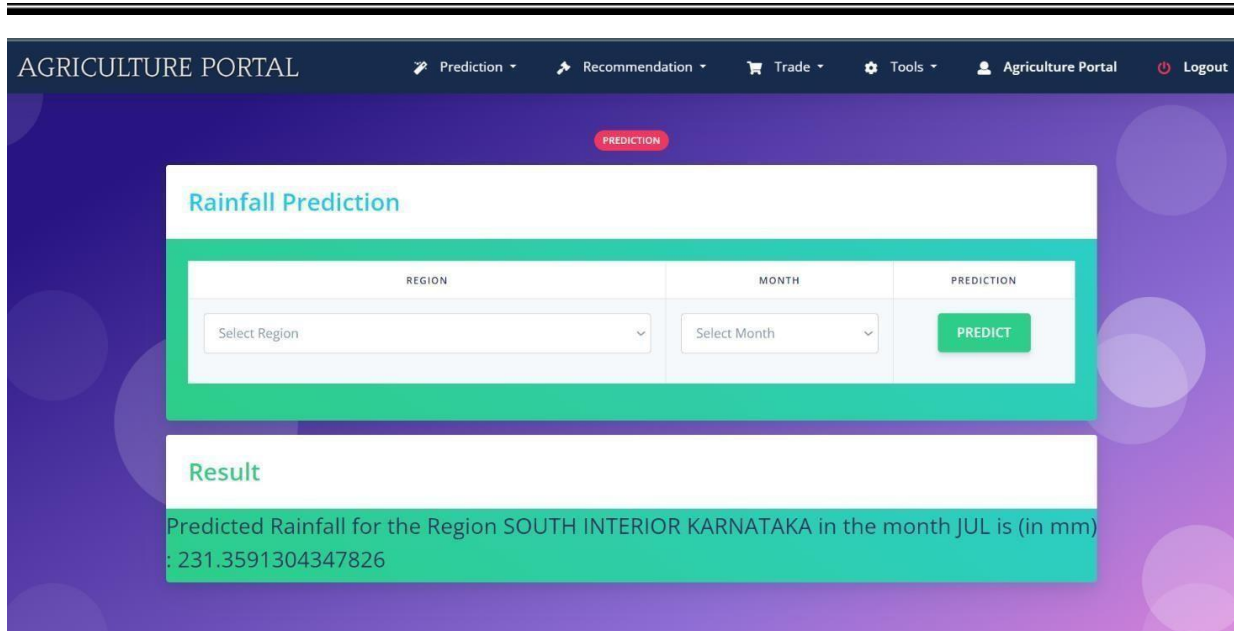 AGRICULTURE PORTAL Prediction Recommendation Trade Tools Agriculture Portal Logout
PREDICTION
Rainfall Prediction
REGION MONTH PREDICTION
Select Region Select Month PREDICT
Result
Predicted Rainfall for the Region SOUTH INTERIOR KARNATAKA in the month JUL is (in mm)
: 231.3591304347826